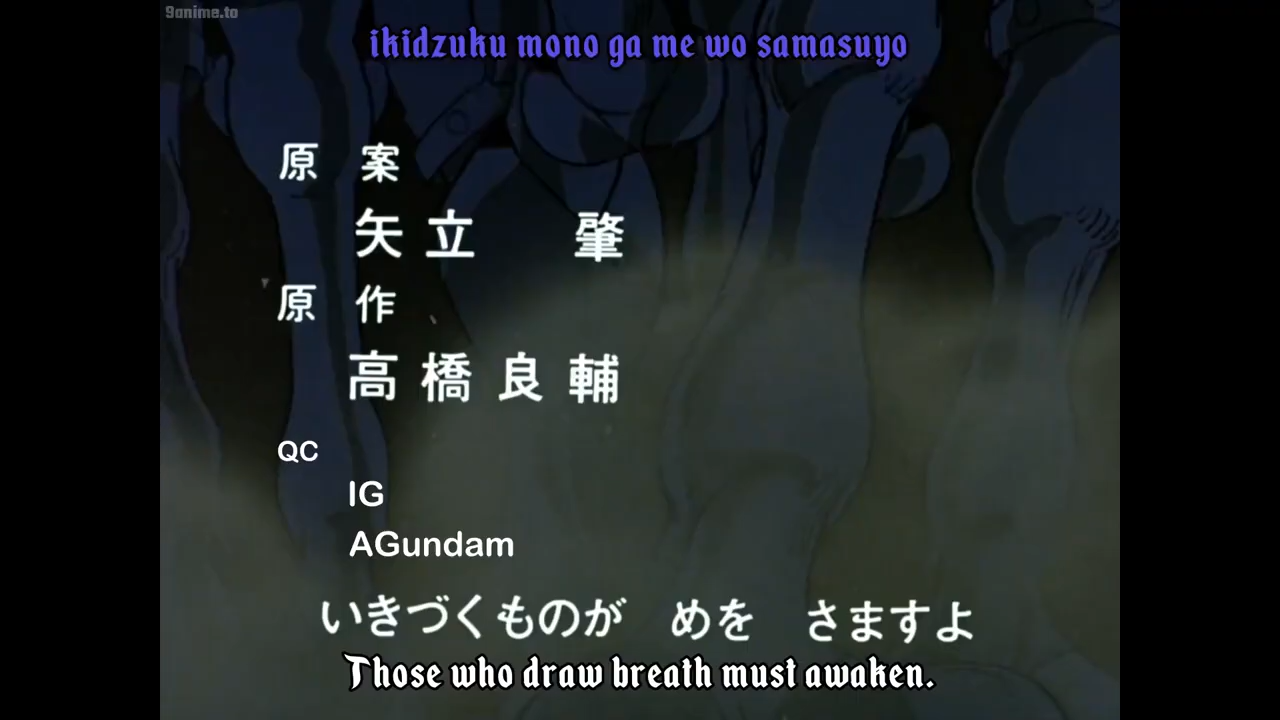 9anime.to
ikidzuku mono ga me wo samasuyo
原 案
矢立 肇
原 作
高橋良輔
QC
IG
AGundam
いきづくものが めを さますよ
Those who draw breath must awaken.